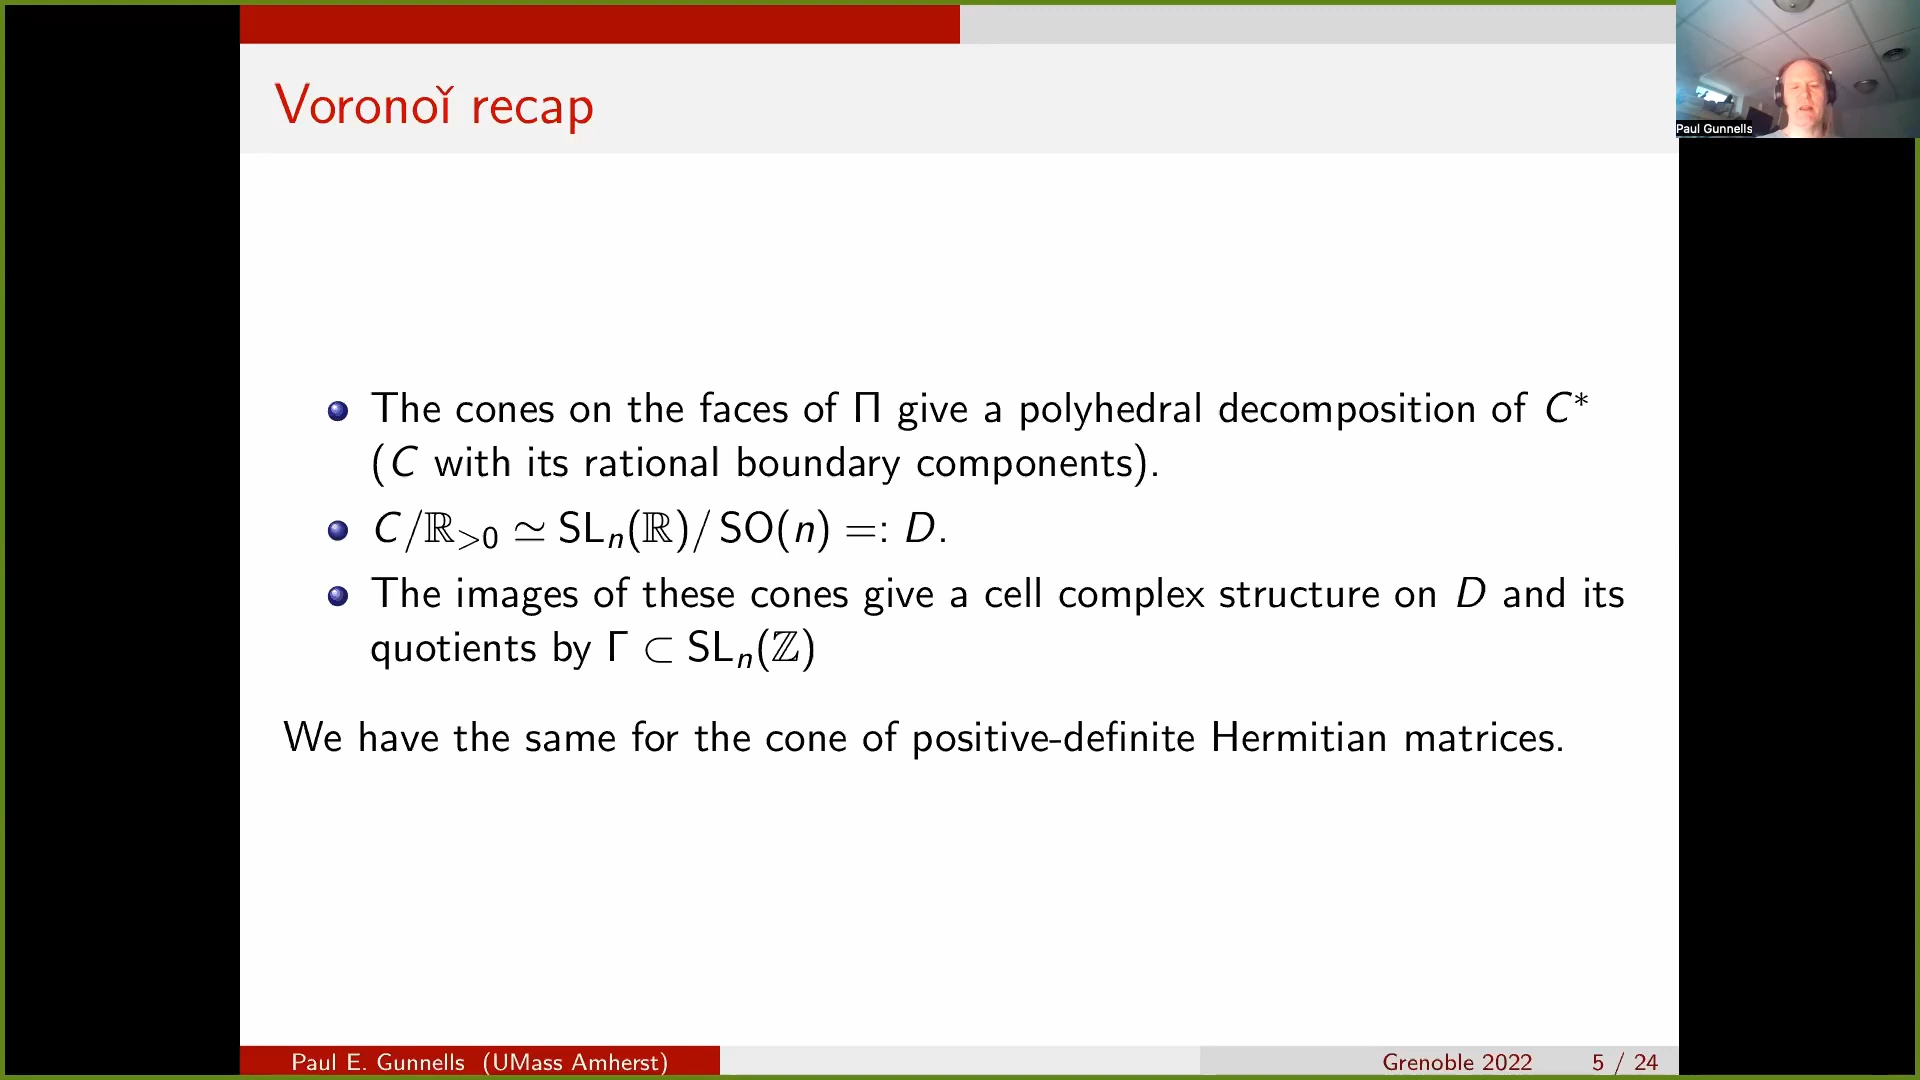 Voronoǐ recap
Paul Gunnells
The cones on the faces of Π give a polyhedral decomposition of C*
(C with its rational boundary components).
C/ℝ>0 ≃ SLn(ℝ)/ SO(n) =: D.
The images of these cones give a cell complex structure on D and its
quotients by Γ ⊂ SLn(ℤ)
We have the same for the cone of positive-definite Hermitian matrices.
Paul E. Gunnells (UMass Amherst)
Grenoble 2022 5 / 24